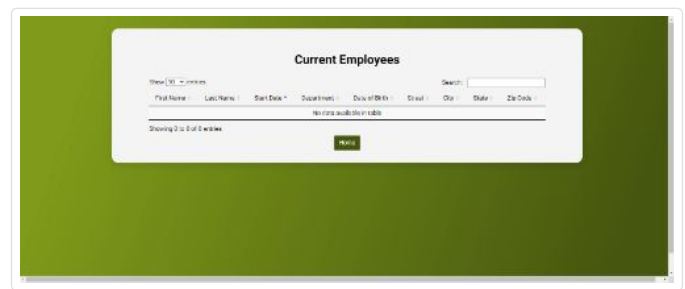 Current Employees
Show 10 entries
Search:
First Name Last Name Start Date Department Date of Birth Street City State Zip Code
No data available in table
Showing 0 to 0 of 0 entries
Home